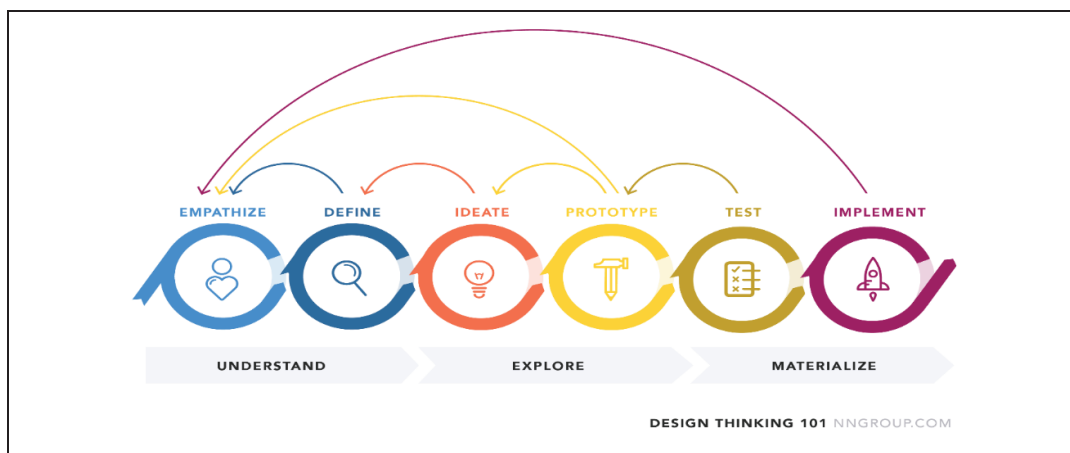 EMPATHIZE
DEFINE
IDEATE
PROTOTYPE
TEST
IMPLEMENT
UNDERSTAND
EXPLORE
MATERIALIZE
DESIGN THINKING 101 NNGROUP.COM